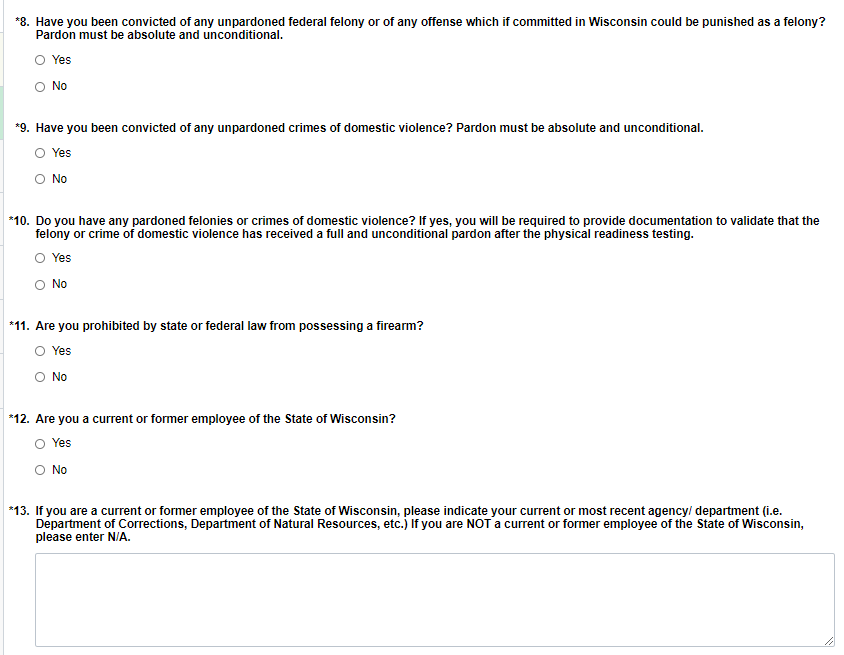 *8. Have you been convicted of any unpardoned federal felony or of any offense which if committed in Wisconsin could be punished as a felony?
Pardon must be absolute and unconditional.
Yes
No
*9. Have you been convicted of any unpardoned crimes of domestic violence? Pardon must be absolute and unconditional.
Yes
No
*10. Do you have any pardoned felonies or crimes of domestic violence? If yes, you will be required to provide documentation to validate that the
felony or crime of domestic violence has received a full and unconditional pardon after the physical readiness testing.
Yes
No
*11. Are you prohibited by state or federal law from possessing a firearm?
Yes
No
*12. Are you a current or former employee of the State of Wisconsin?
Yes
No
*13. If you are a current or former employee of the State of Wisconsin, please indicate your current or most recent agency/ department (i.e.
Department of Corrections, Department of Natural Resources, etc.) If you are NOT a current or former employee of the State of Wisconsin,
please enter N/A.